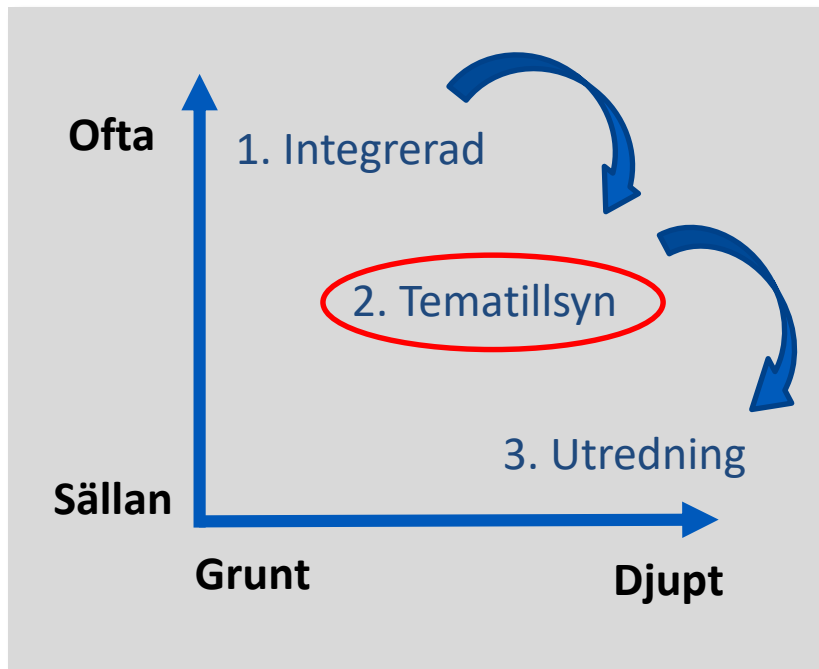 Ofta
1. Integrerad
2. Tematillsyn
3. Utredning
Sällan
Grunt
Djupt